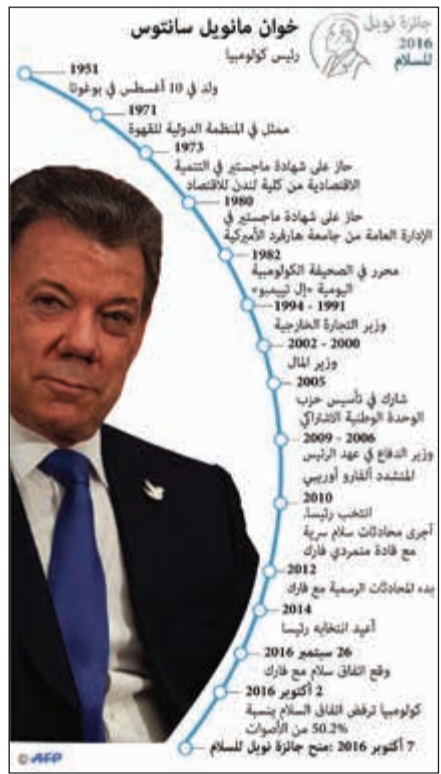 جائزة نوبل
2016
للسلام
خوان مانويل سانتوس
رئيس كولومبيا
1951
ولد في 10 أغسطس في بوغوتا
1971
ممثل في المنظمة الدولية للقهوة
1973
حاز على شهادة ماجستير في التنمية
الاقتصادية من كلية لندن للاقتصاد
1980
حاز على شهادة ماجستير في
الإدارة العامة من جامعة هارفرد الأميركية
1982
محرر في الصحيفة الكولومبية
اليومية «إل تييمبو»
1994 - 1991
وزير التجارة الخارجية
2002 - 2000
وزير المال
2005
شارك في تأسيس حزب
الوحدة الوطنية الاشتراكي
2009 - 2006
وزير الدفاع في عهد الرئيس
المتشدد ألفارو أوريبي
2010
انتخب رئيسا.
أجرى محادثات سلام سرية
مع قادة متمردي فارك
2012
بدء المحادثات الرسمية مع فارك
2014
أعيد انتخابه رئيسا
26 سبتمبر 2016
وقع اتفاق سلام مع فارك
2 أكتوبر 2016
كولومبيا ترفض اتفاق السلام بنسبة
50.2% من الأصوات
7 أكتوبر 2016 :منح جائزة نوبل للسلام
© AFP